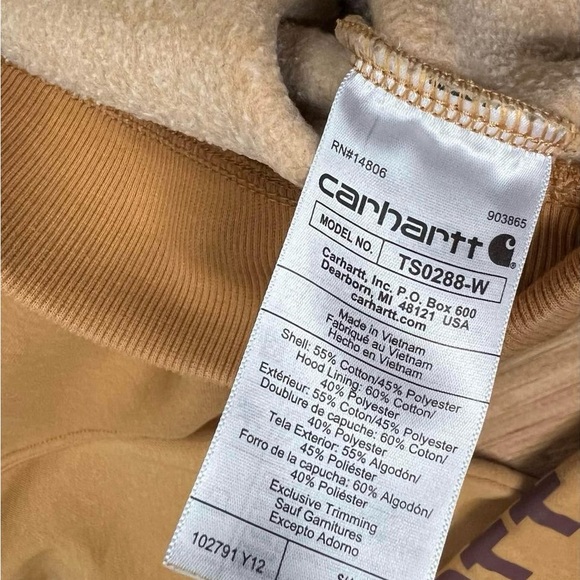 RN#14806
903865
carhartt
MODEL NO. TS0288-W
Carhartt, Inc. P.O. Box 600
Dearborn, MI 48121 USA
carhartt.com
Made in Vietnam
Fabriqué au Vietnam
Hecho en Vietnam
Shell: 55% Cotton/45% Polyester
Hood Lining: 60% Cotton/
40% Polyester
Extérieur: 55% Coton/45% Polyester
Doublure de capuche: 60% Coton/
40% Polyester
Tela Exterior: 55% Algodón/
45% Poliéster
Forro de la capucha: 60% Algodón/
40% Poliéster
Exclusive Trimming
Sauf Garnitures
Excepto Adorno
102791 Y12